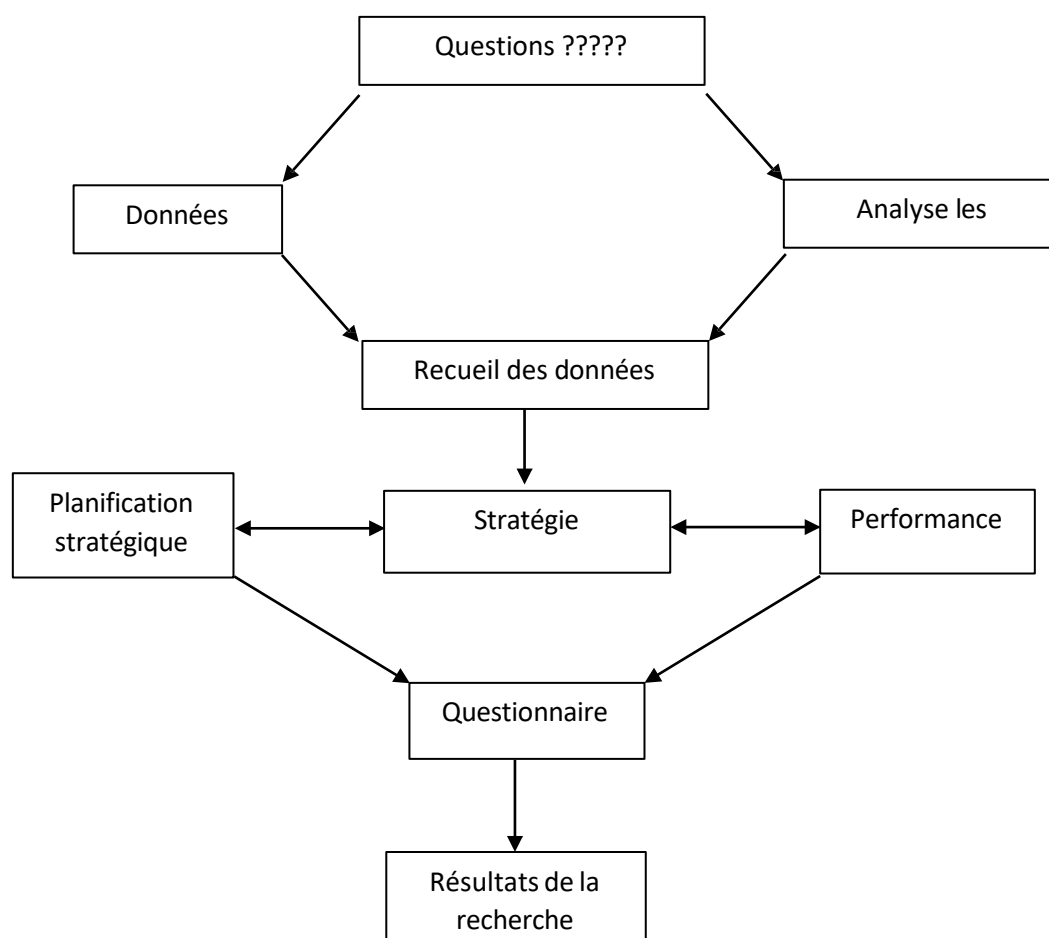 Questions ?????
Données
Analyse les
Recueil des données
Planification
stratégique
Stratégie
Performance
Questionnaire
Résultats de la
recherche